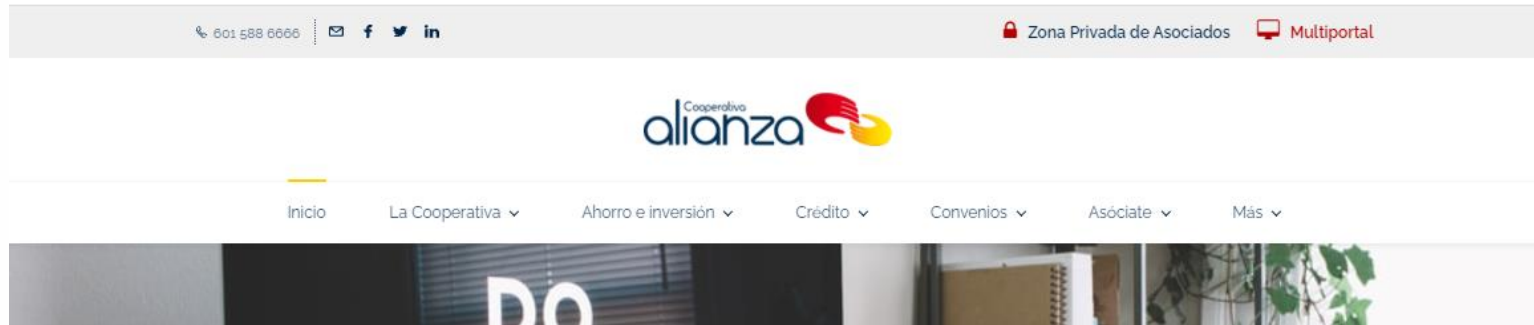 601 588 6666 Zona Privada de Asociados Multiportal
Cooperativa
alianza
Inicio La Cooperativa Ahorro e inversión Crédito Convenios Asóciate Más
DO